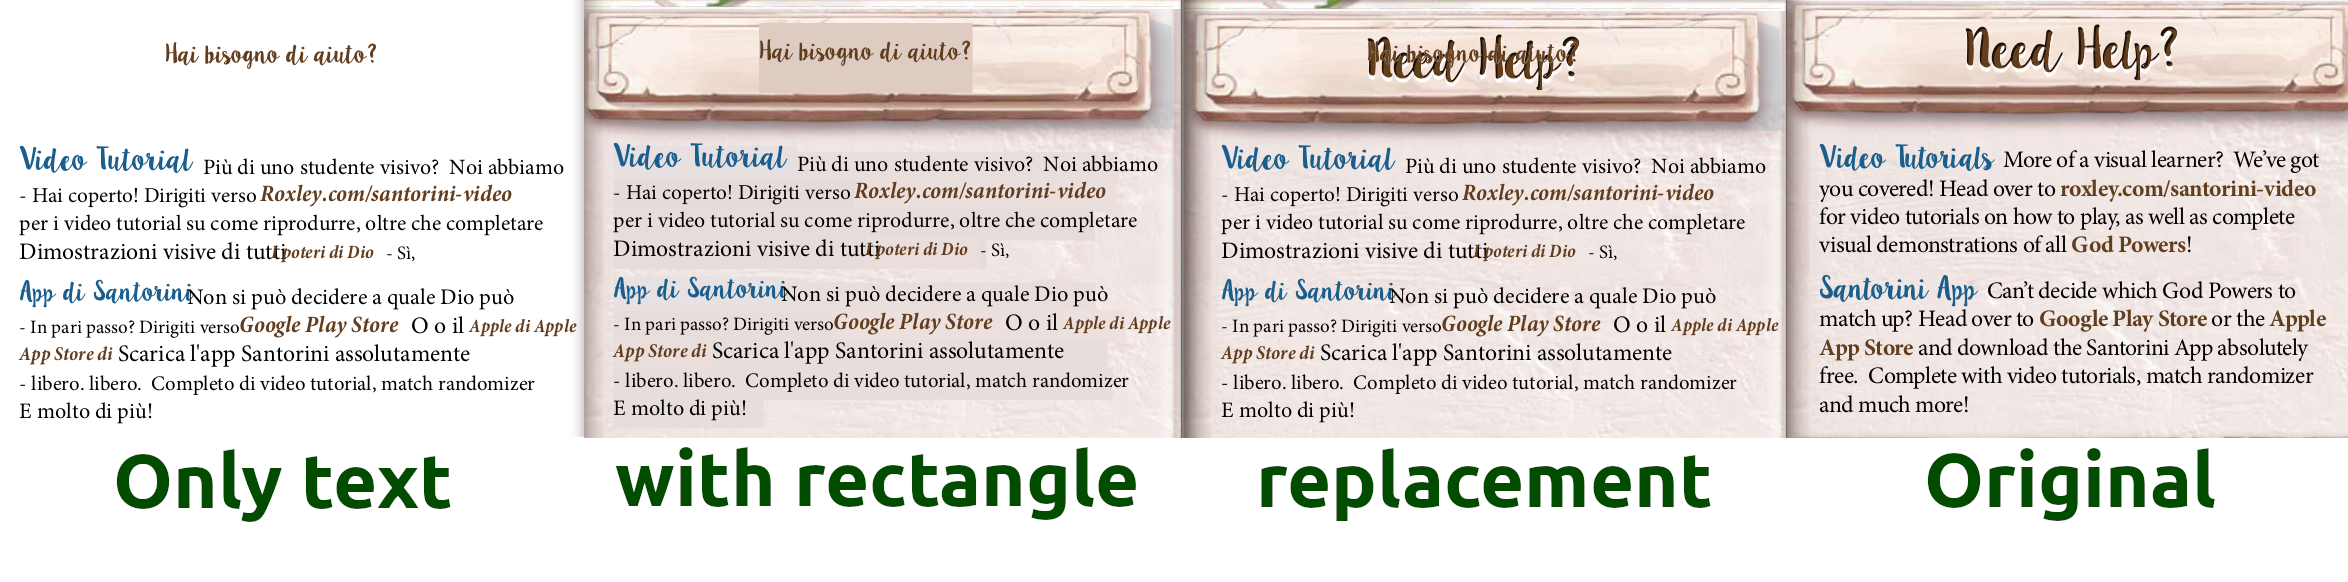 Hai bisogno di aiuto?
Video Tutorial Più di uno studente visivo? Noi abbiamo
- Hai coperto! Dirigiti verso Roxley.com/santorini-video
per i video tutorial su come riprodurre, oltre che completare
Dimostrazioni visive di tutti i poteri di Dio - Sì,
App di Santorini Non si può decidere a quale Dio può
- In pari passo? Dirigiti verso Google Play Store O o il Apple di Apple
App Store di Scarica l'app Santorini assolutamente
- libero. libero. Completo di video tutorial, match randomizer
E molto di più!
Only text
Hai bisogno di aiuto?
Video Tutorial Più di uno studente visivo? Noi abbiamo
- Hai coperto! Dirigiti verso Roxley.com/santorini-video
per i video tutorial su come riprodurre, oltre che completare
Dimostrazioni visive di tutti i poteri di Dio - Sì,
App di Santorini Non si può decidere a quale Dio può
- In pari passo? Dirigiti verso Google Play Store O o il Apple di Apple
App Store di Scarica l'app Santorini assolutamente
- libero. libero. Completo di video tutorial, match randomizer
E molto di più!
with rectangle
Hai bisogno di aiuto?
Need Help?
Video Tutorial Più di uno studente visivo? Noi abbiamo
- Hai coperto! Dirigiti verso Roxley.com/santorini-video
per i video tutorial su come riprodurre, oltre che completare
Dimostrazioni visive di tutti i poteri di Dio - Sì,
App di Santorini Non si può decidere a quale Dio può
- In pari passo? Dirigiti verso Google Play Store O o il Apple di Apple
App Store di Scarica l'app Santorini assolutamente
- libero. libero. Completo di video tutorial, match randomizer
E molto di più!
replacement
Need Help?
Video Tutorials More of a visual learner? We've got
you covered! Head over to roxley.com/santorini-video
for video tutorials on how to play, as well as complete
visual demonstrations of all God Powers!
Santorini App Can't decide which God Powers to
match up? Head over to Google Play Store or the Apple
App Store and download the Santorini App absolutely
free. Complete with video tutorials, match randomizer
and much more!
Original